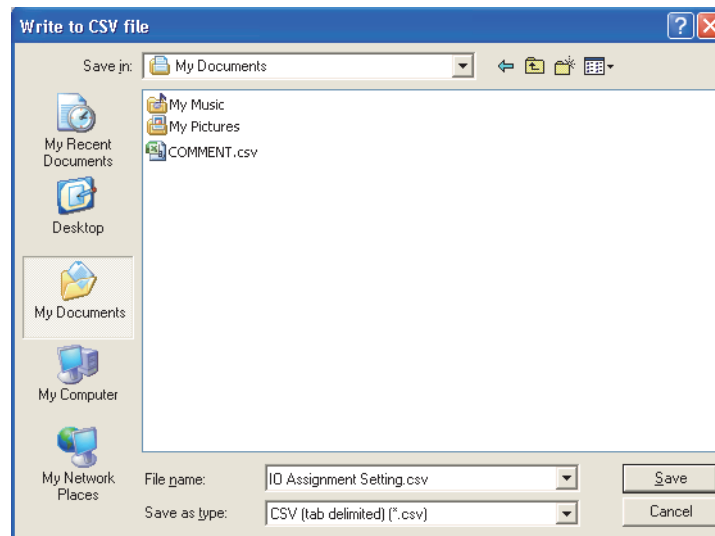 Write to CSV file
Save in:
My Documents
My Music
My Pictures
COMMENT.csv
My Recent
Documents
Desktop
My Documents
My Computer
My Network
Places
File name:
IO Assignment Setting.csv
Save
Save as type:
CSV (tab delimited) (*.csv)
Cancel